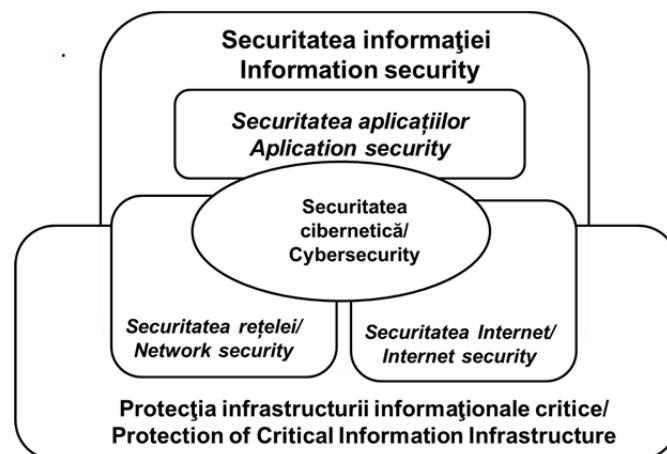 Securitatea informaţiei
Information security
Securitatea aplicațiilor
Aplication security
Securitatea
cibernetică/
Cybersecurity
Securitatea rețelei/
Network security
Securitatea Internet/
Internet security
Protecţia infrastructurii informaţionale critice/
Protection of Critical Information Infrastructure